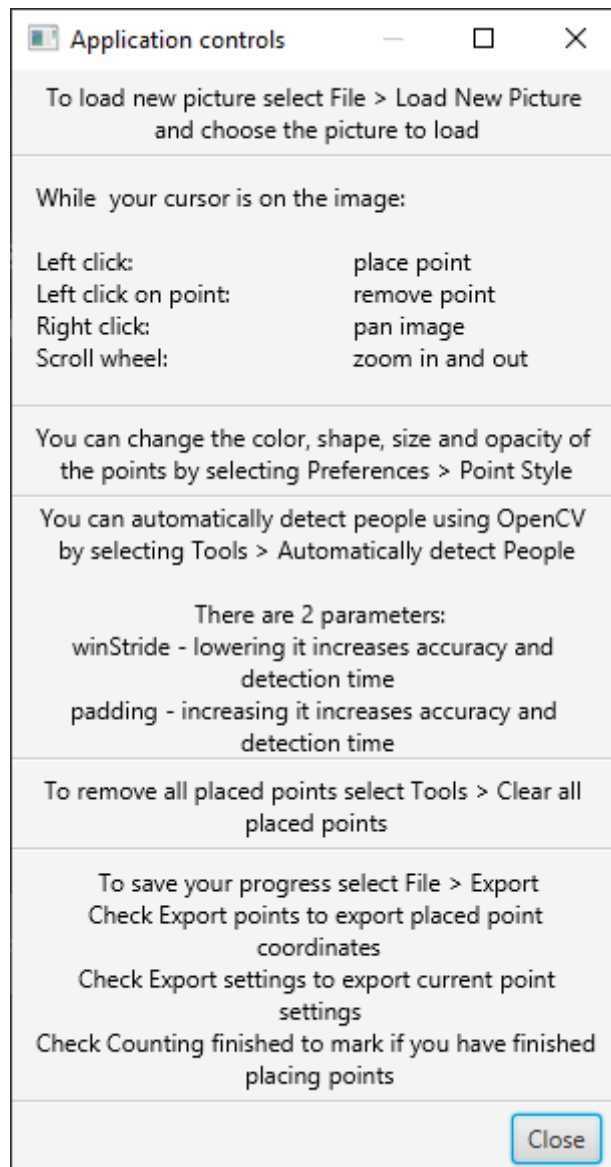 Application controls
To load new picture select File > Load New Picture
and choose the picture to load
While  your cursor is on the image:
Left click: place point
Left click on point: remove point
Right click: pan image
Scroll wheel: zoom in and out
You can change the color, shape, size and opacity of
the points by selecting Preferences > Point Style
You can automatically detect people using OpenCV
by selecting Tools > Automatically detect People
There are 2 parameters:
winStride - lowering it increases accuracy and
detection time
padding - increasing it increases accuracy and
detection time
To remove all placed points select Tools > Clear all
placed points
To save your progress select File > Export
Check Export points to export placed point
coordinates
Check Export settings to export current point
settings
Check Counting finished to mark if you have finished
placing points
Close